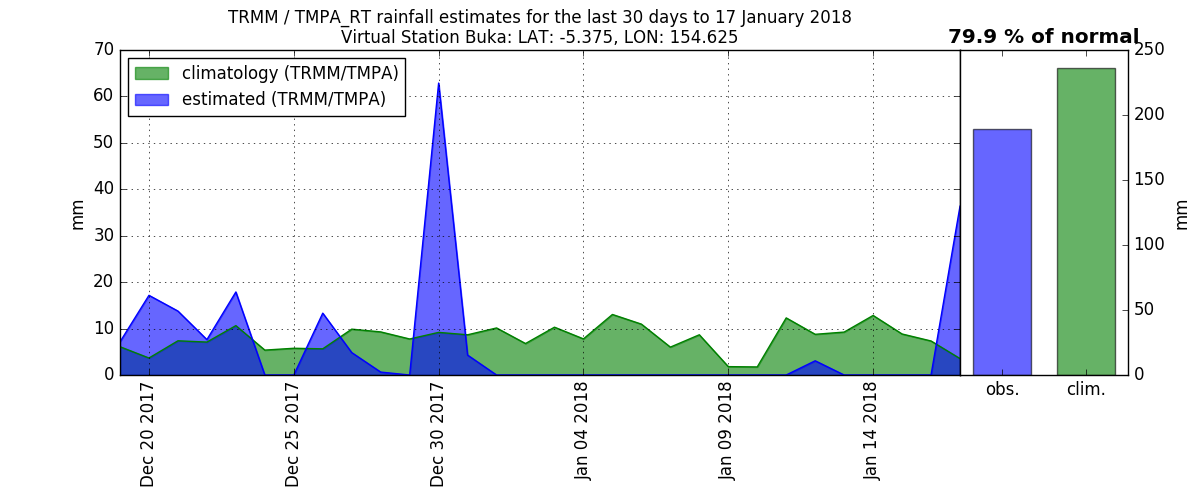 TRMM / TMPA_RT rainfall estimates for the last 30 days to 17 January 2018
Virtual Station Buka: LAT: -5.375, LON: 154.625
79.9 % of normal
climatology (TRMM/TMPA)
estimated (TRMM/TMPA)
mm
70
60
50
40
30
20
10
0
Dec 20 2017
Dec 25 2017
Dec 30 2017
Jan 04 2018
Jan 09 2018
Jan 14 2018
obs.
clim.
250
200
150
100
50
0
mm